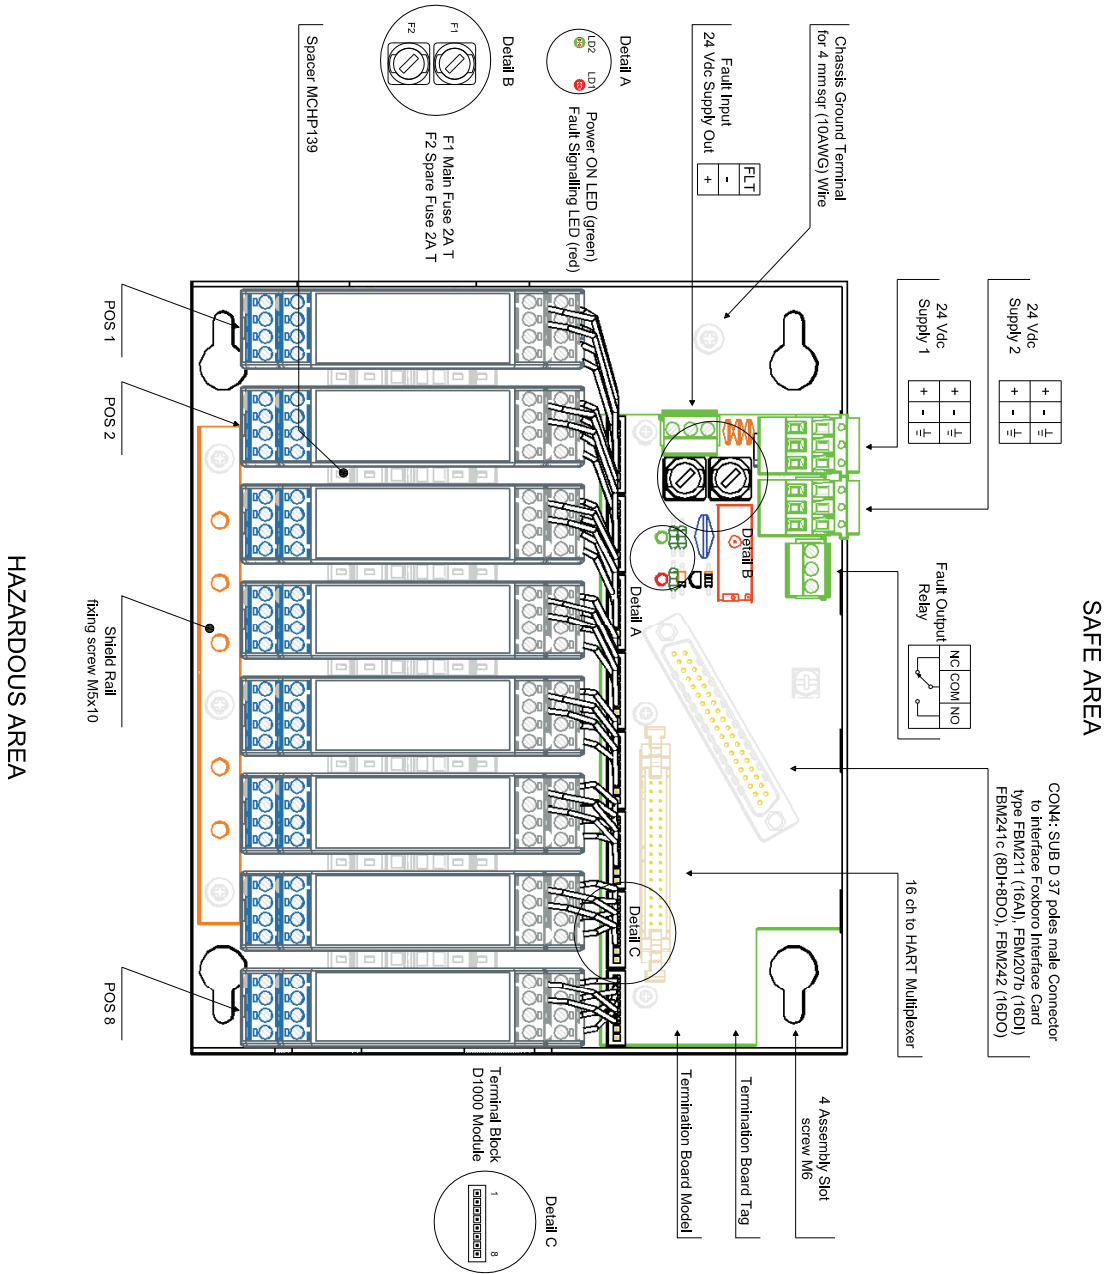 SAFE AREA
24 Vdc
Supply 2
+ - ⏚
+ - ⏚
24 Vdc
Supply 1
+ - ⏚
+ - ⏚
Fault Output
Relay
NC COM NO
CON4: SUB D 37 poles male Connector
to interface Foxboro Interface Card
type FBM211 (16AI), FBM207b (16DI)
FBM241c (8DI+8DO), FBM242 (16DO)
16 ch to HART Multiplexer
4 Assembly Slot
screw M6
Termination Board Tag
Termination Board Model
Chassis Ground Terminal
for 4 mmsqr (10AWG) Wire
Fault Input
24 Vdc Supply Out
FLT
-
+
Detail A
LD2
LD1
Power ON LED (green)
Fault Signalling LED (red)
Detail B
F1
F2
F1 Main Fuse 2A T
F2 Spare Fuse 2A T
Spacer MCHP139
Detail B
Detail A
Detail C
Terminal Block
D1000 Module
Detail C
1
8
POS 1
POS 2
POS 8
Shield Rail
fixing screw M5x10
HAZARDOUS AREA